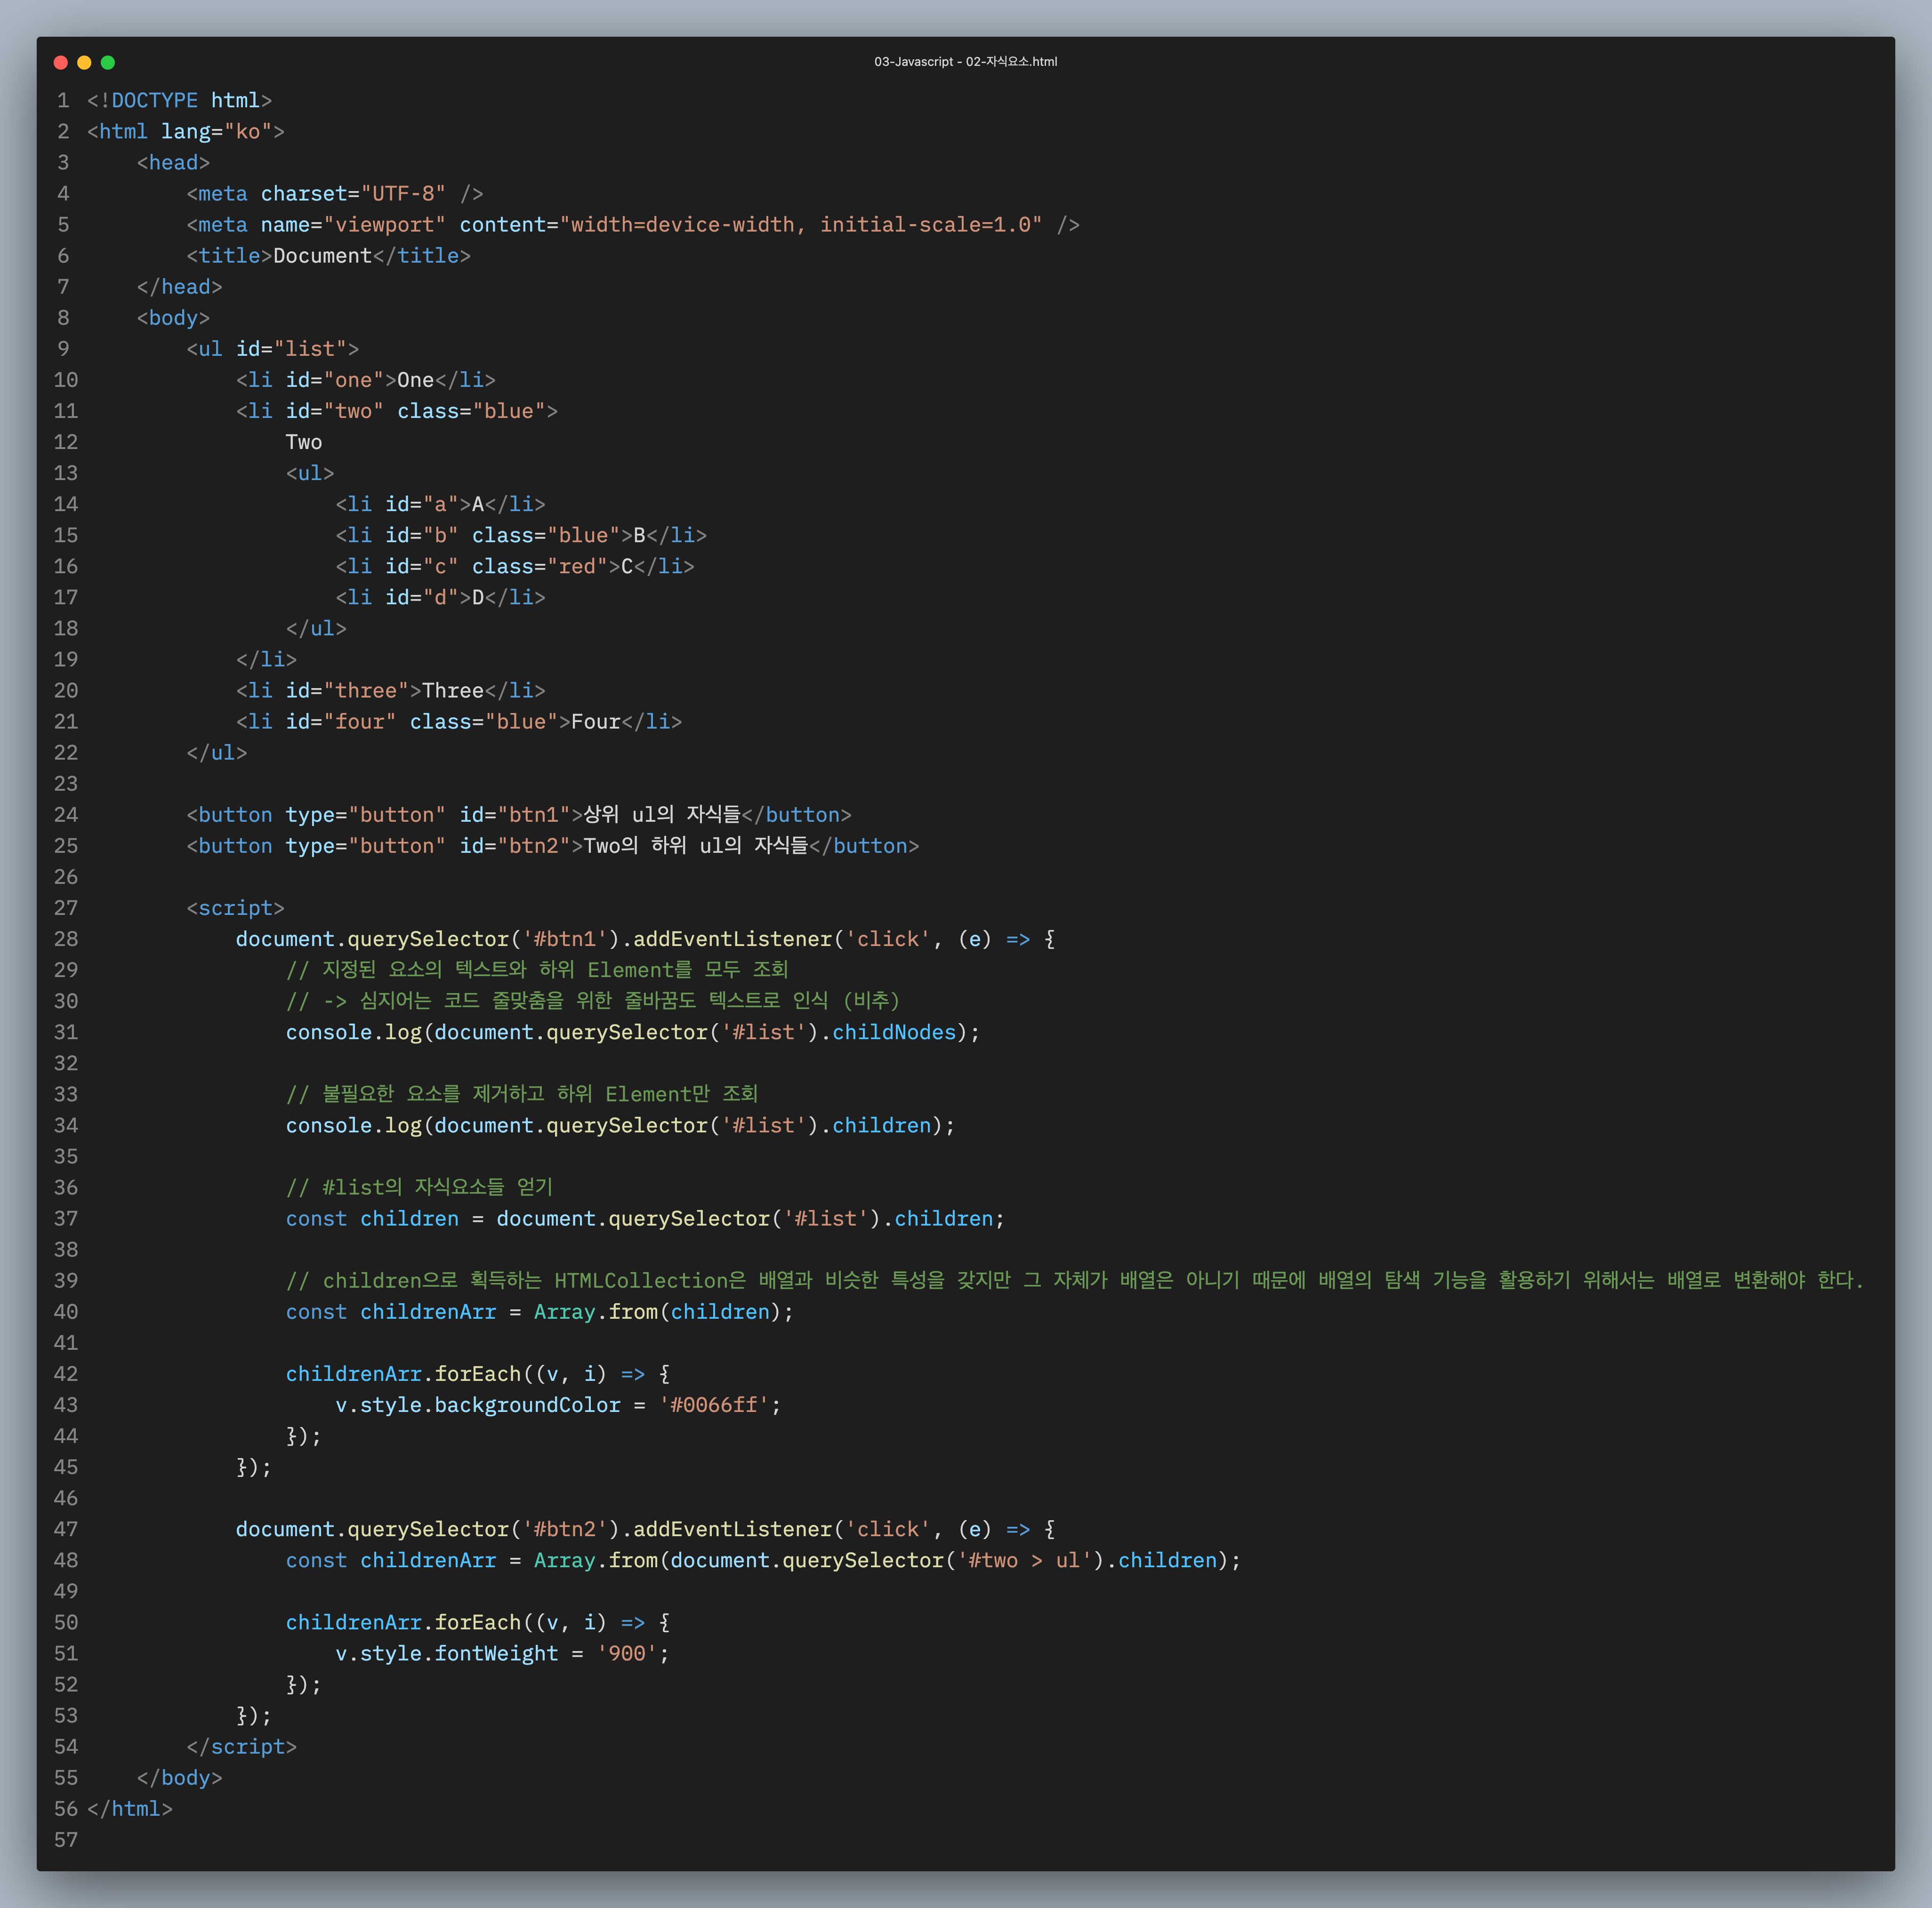 03-Javascript - 02-자식요소.html
1 <!DOCTYPE html>
2 <html lang="ko">
3     <head>
4         <meta charset="UTF-8" />
5         <meta name="viewport" content="width=device-width, initial-scale=1.0" />
6         <title>Document</title>
7     </head>
8     <body>
9         <ul id="list">
10             <li id="one">One</li>
11             <li id="two" class="blue">
12                 Two
13                 <ul>
14                     <li id="a">A</li>
15                     <li id="b" class="blue">B</li>
16                     <li id="c" class="red">C</li>
17                     <li id="d">D</li>
18                 </ul>
19             </li>
20             <li id="three">Three</li>
21             <li id="four" class="blue">Four</li>
22         </ul>
23
24         <button type="button" id="btn1">상위 ul의 자식들</button>
25         <button type="button" id="btn2">Two의 하위 ul의 자식들</button>
26
27         <script>
28             document.querySelector('#btn1').addEventListener('click', (e) => {
29                 // 지정된 요소의 텍스트와 하위 Element를 모두 조회
30                 // -> 심지어는 코드 줄맞춤을 위한 줄바꿈도 텍스트로 인식 (비추)
31                 console.log(document.querySelector('#list').childNodes);
32
33                 // 불필요한 요소를 제거하고 하위 Element만 조회
34                 console.log(document.querySelector('#list').children);
35
36                 // #list의 자식요소들 얻기
37                 const children = document.querySelector('#list').children;
38
39                 // children으로 획득하는 HTMLCollection은 배열과 비슷한 특성을 갖지만 그 자체가 배열은 아니기 때문에 배열의 탐색 기능을 활용하기 위해서는 배열로 변환해야 한다.
40                 const childrenArr = Array.from(children);
41
42                 childrenArr.forEach((v, i) => {
43                     v.style.backgroundColor = '#0066ff';
44                 });
45             });
46
47             document.querySelector('#btn2').addEventListener('click', (e) => {
48                 const childrenArr = Array.from(document.querySelector('#two > ul').children);
49
50                 childrenArr.forEach((v, i) => {
51                     v.style.fontWeight = '900';
52                 });
53             });
54         </script>
55     </body>
56 </html>
57